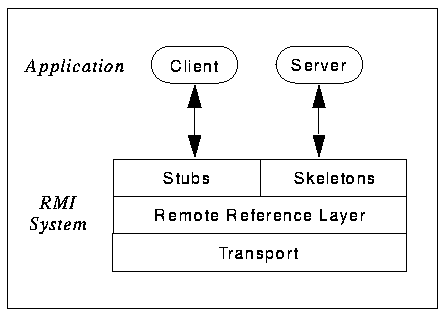 Application Client Server
Stubs Skeletons
RMI
System
Remote Reference Layer
Transport